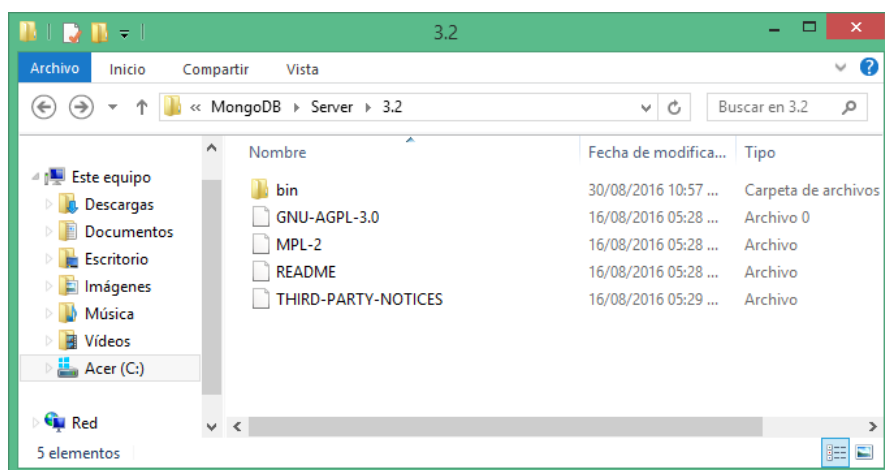 3.2
Archivo Inicio Compartir Vista
« MongoDB Server 3.2 Buscar en 3.2
Nombre Fecha de modifica... Tipo
Este equipo
bin 30/08/2016 10:57 ... Carpeta de archivos
Descargas
GNU-AGPL-3.0 16/08/2016 05:28 ... Archivo 0
Documentos
MPL-2 16/08/2016 05:28 ... Archivo
Escritorio
README 16/08/2016 05:28 ... Archivo
Imágenes
THIRD-PARTY-NOTICES 16/08/2016 05:29 ... Archivo
Música
Vídeos
Acer (C:)
Red
5 elementos